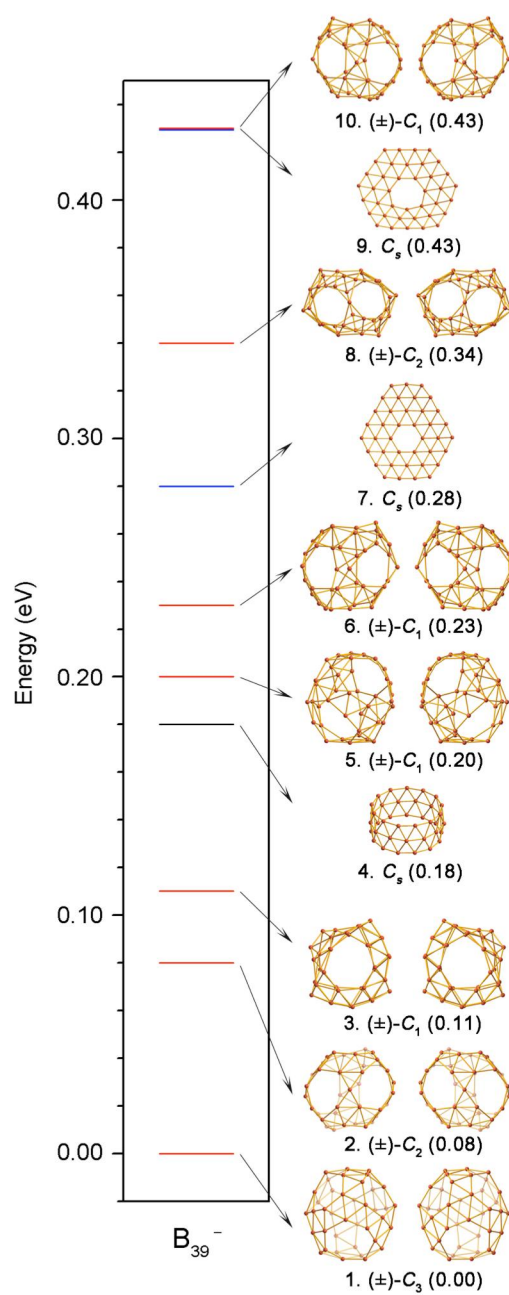 10. (±)-C₁ (0.43)
0.40
9. Cₛ (0.43)
8. (±)-C₂ (0.34)
0.30
7. Cₛ (0.28)
6. (±)-C₁ (0.23)
Energy (eV)
0.20
5. (±)-C₁ (0.20)
4. Cₛ (0.18)
0.10
3. (±)-C₁ (0.11)
2. (±)-C₂ (0.08)
0.00
B₃₉⁻
1. (±)-C₃ (0.00)